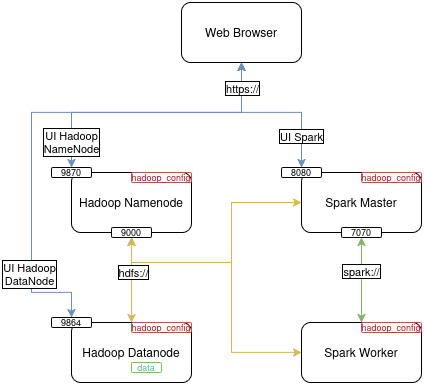 Web Browser
https://
UI Hadoop
NameNode
UI Spark
9870
hadoop_config
8080
hadoop_config
Hadoop Namenode
Spark Master
9000
7070
UI Hadoop
DataNode
hdfs://
spark://
9864
hadoop_config
hadoop_config
Hadoop Datanode
Spark Worker
data